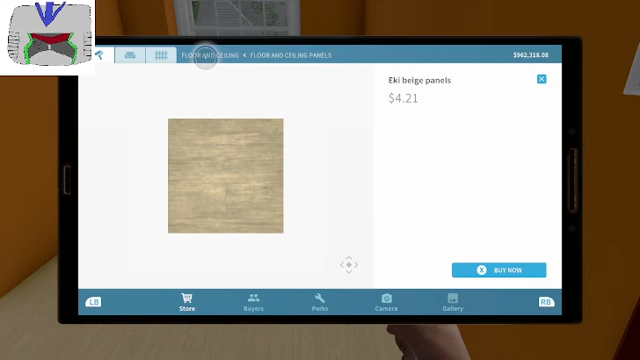 FLOOR AND CEILING < FLOOR AND CEILING PANELS
$962,318.08
Eki beige panels
$4.21
X BUY NOW
LB
Store
Buyers
Perks
Camera
Gallery
RB